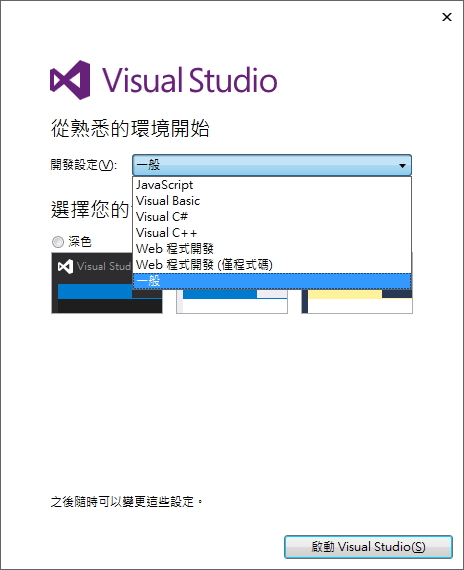 Visual Studio
從熟悉的環境開始
開發設定(V): 一般
JavaScript
Visual Basic
Visual C#
Visual C++
Web 程式開發
Web 程式開發 (僅程式碼)
一般
選擇您的
深色
Visual Stud
之後隨時可以變更這些設定。
啟動 Visual Studio(S)